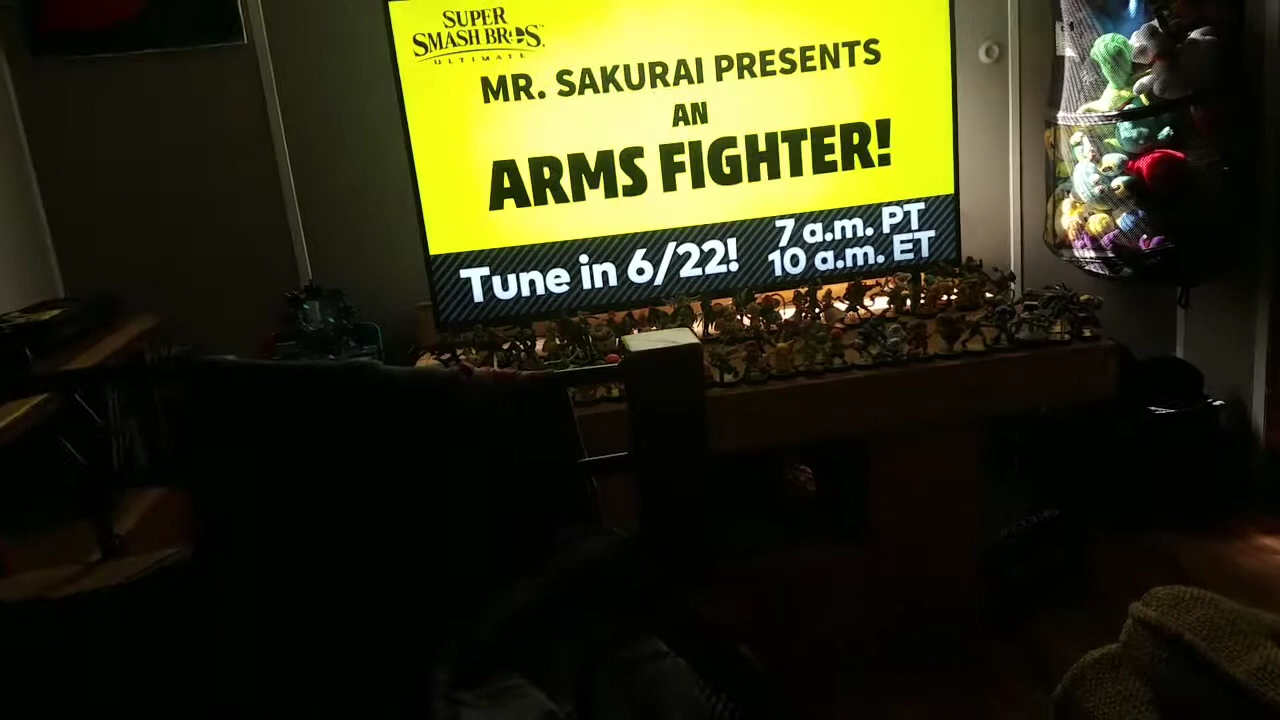 SUPER
SMASH BROS.
ULTIMATE
MR. SAKURAI PRESENTS
AN
ARMS FIGHTER!
Tune in 6/22!
7 a.m. PT
10 a.m. ET